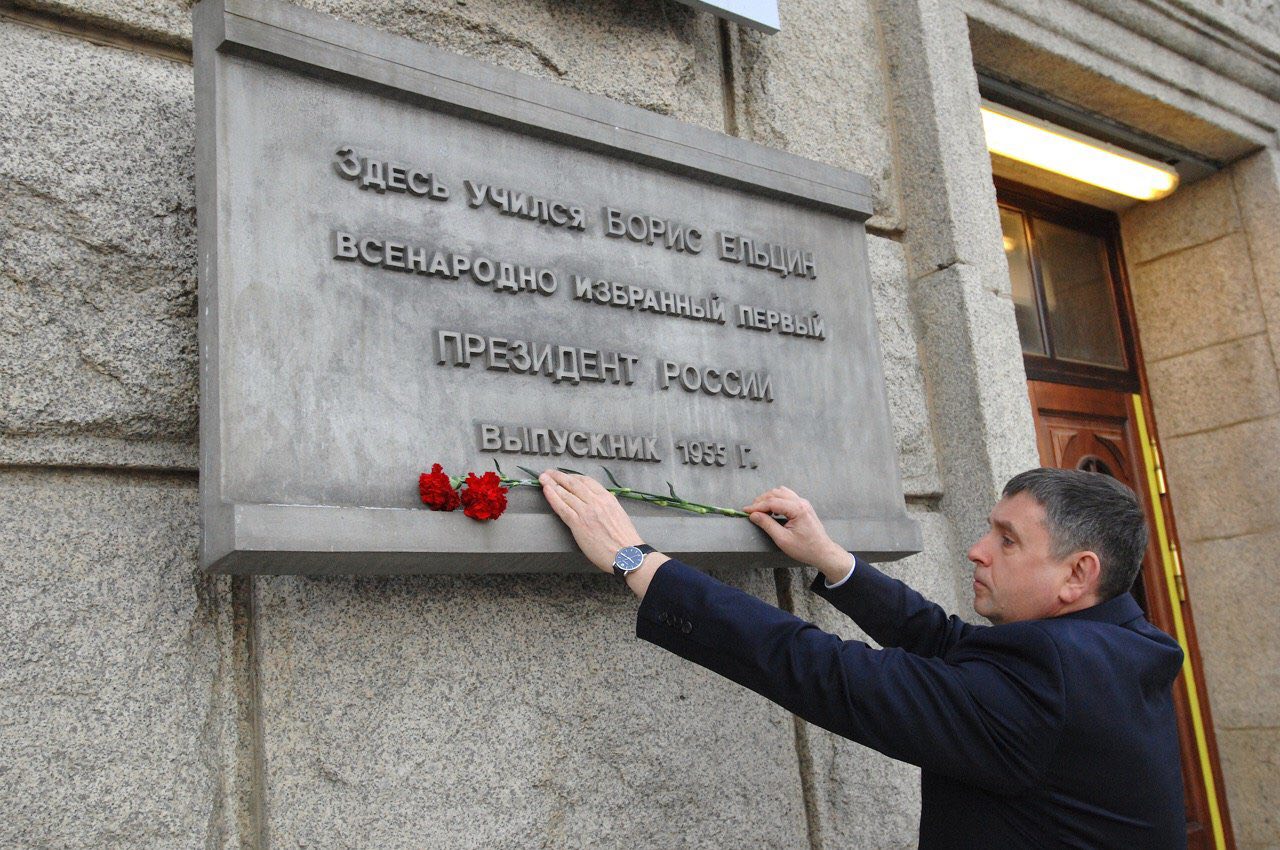 ЗДЕСЬ УЧИЛСЯ БОРИС ЕЛЬЦИН
ВСЕНАРОДНО ИЗБРАННЫЙ ПЕРВЫЙ
ПРЕЗИДЕНТ РОССИИ
ВЫПУСКНИК 1955 Г.